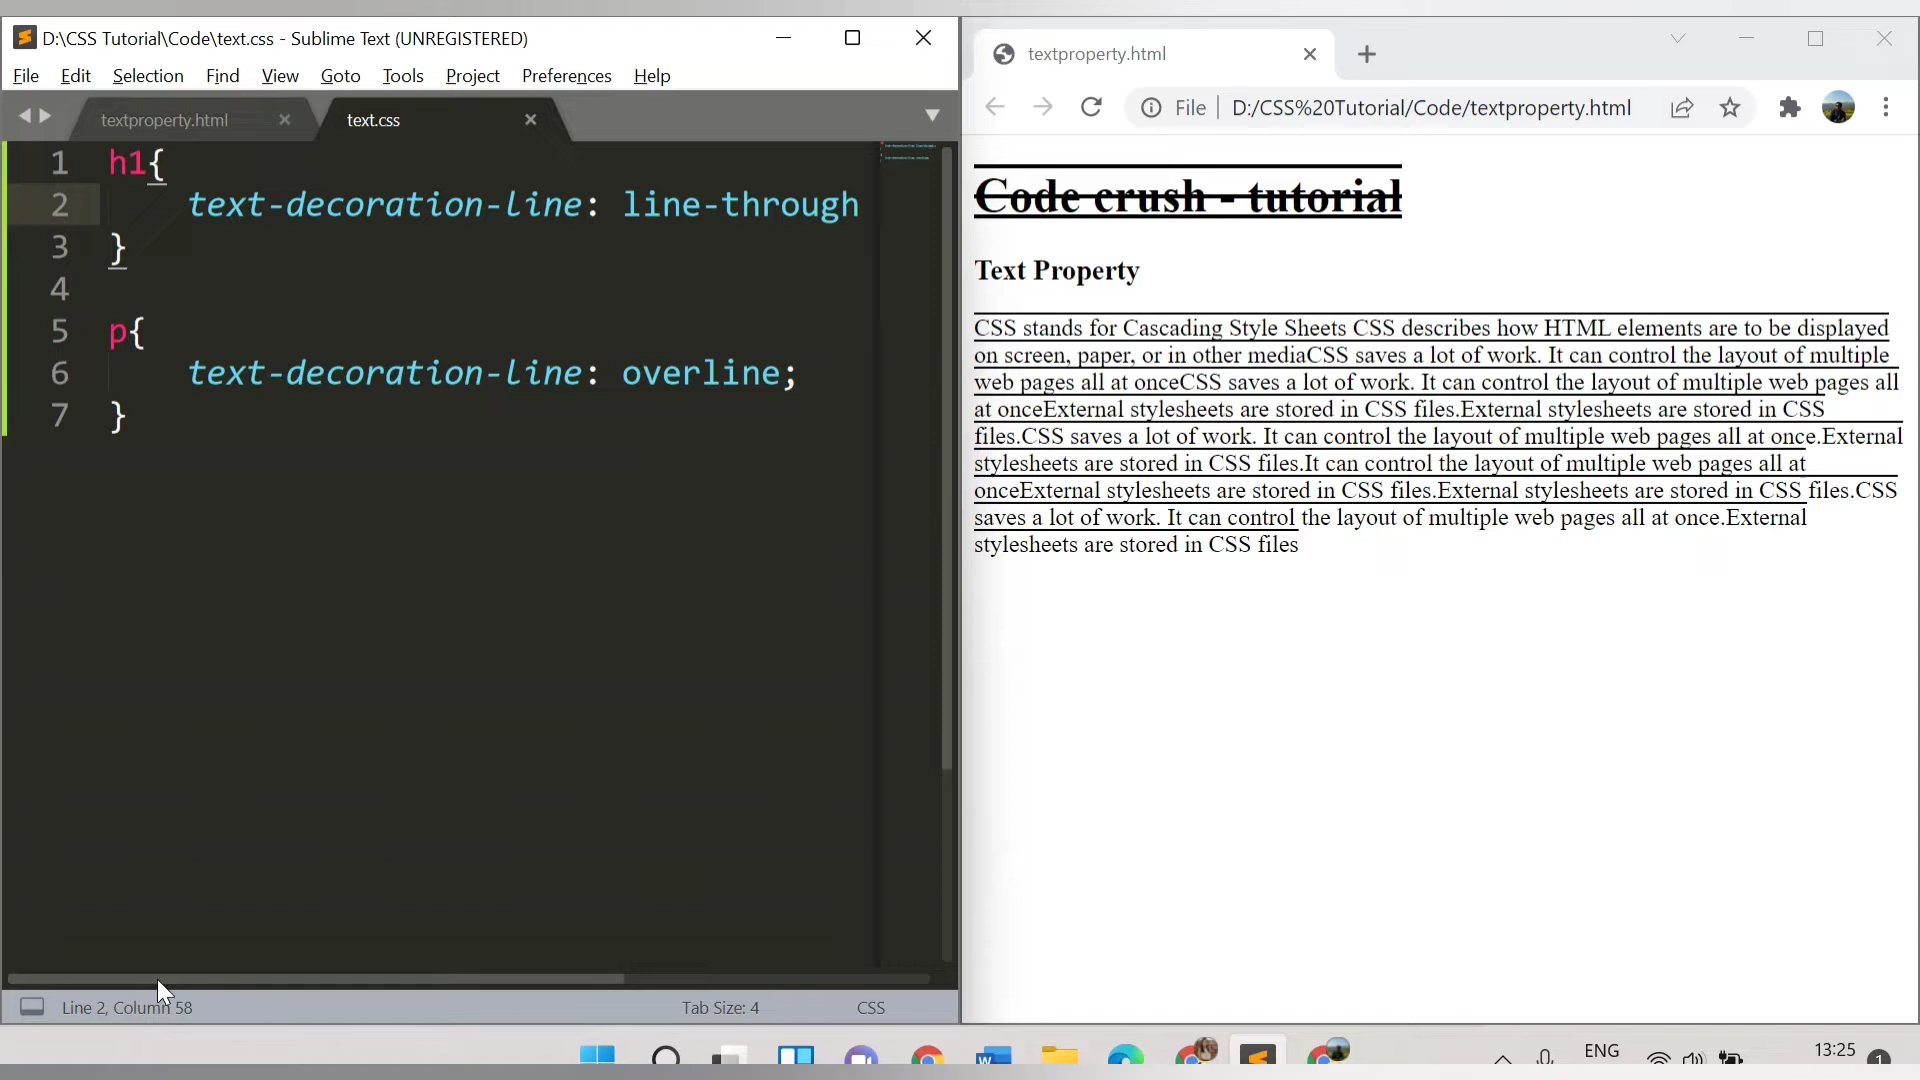 D:\CSS Tutorial\Code\text.css - Sublime Text (UNREGISTERED)
File Edit Selection Find View Goto Tools Project Preferences Help
textproperty.html
text.css
1 h1{
2 text-decoration-line: line-through
3 }
4
5 p{
6 text-decoration-line: overline;
7 }
Line 2, Column 58
Tab Size: 4
CSS
textproperty.html
File D:/CSS%20Tutorial/Code/textproperty.html
Code crush - tutorial
Text Property
CSS stands for Cascading Style Sheets CSS describes how HTML elements are to be displayed
on screen, paper, or in other mediaCSS saves a lot of work. It can control the layout of multiple
web pages all at onceCSS saves a lot of work. It can control the layout of multiple web pages all
at onceExternal stylesheets are stored in CSS files.External stylesheets are stored in CSS
files.CSS saves a lot of work. It can control the layout of multiple web pages all at once.External
stylesheets are stored in CSS files.It can control the layout of multiple web pages all at
onceExternal stylesheets are stored in CSS files.External stylesheets are stored in CSS files.CSS
saves a lot of work. It can control the layout of multiple web pages all at once.External
stylesheets are stored in CSS files
ENG
13:25
1